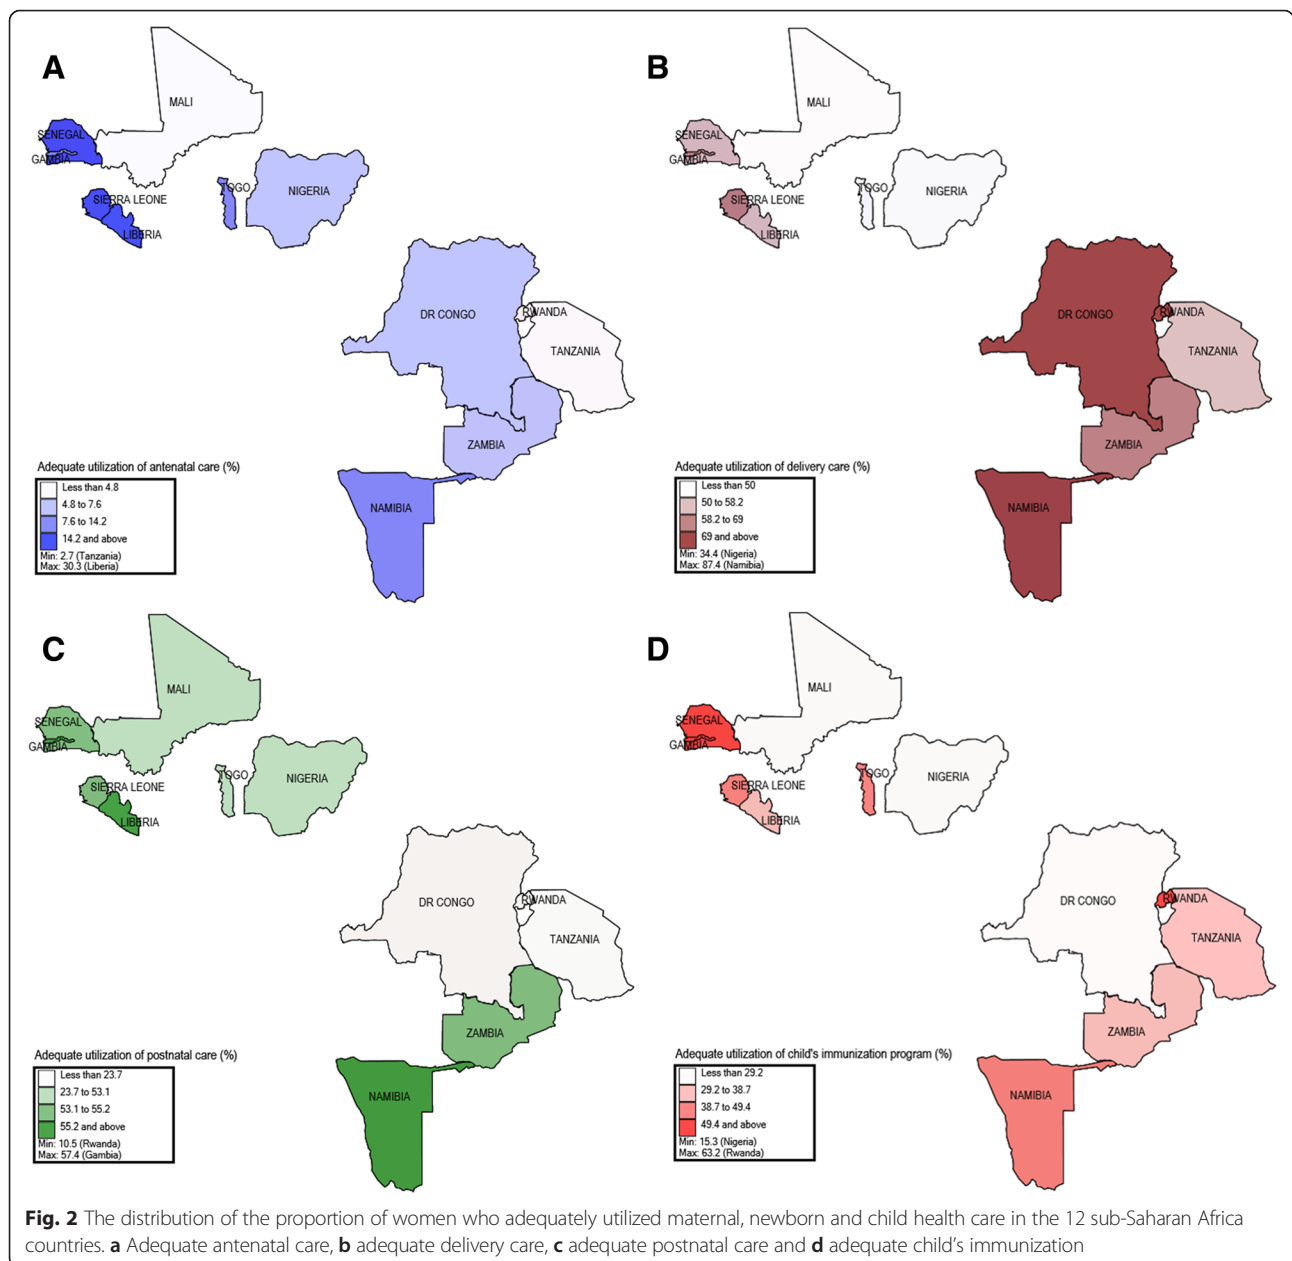 A
MALI
SENEGAL
GAMBIA
SIERRA LEONE
LIBERIA
TOGO
NIGERIA
DR CONGO
RWANDA
TANZANIA
ZAMBIA
NAMIBIA
Adequate utilization of antenatal care (%)
Less than 4.8
4.8 to 7.6
7.6 to 14.2
14.2 and above
Min: 2.7 (Tanzania)
Max: 30.3 (Liberia)
B
MALI
SENEGAL
GAMBIA
SIERRA LEONE
LIBERIA
TOGO
NIGERIA
DR CONGO
RWANDA
TANZANIA
ZAMBIA
NAMIBIA
Adequate utilization of delivery care (%)
Less than 50
50 to 58.2
58.2 to 69
69 and above
Min: 34.4 (Nigeria)
Max: 87.4 (Namibia)
C
MALI
SENEGAL
GAMBIA
SIERRA LEONE
LIBERIA
TOGO
NIGERIA
DR CONGO
RWANDA
TANZANIA
ZAMBIA
NAMIBIA
Adequate utilization of postnatal care (%)
Less than 23.7
23.7 to 53.1
53.1 to 55.2
55.2 and above
Min: 10.5 (Rwanda)
Max: 57.4 (Gambia)
D
MALI
SENEGAL
GAMBIA
SIERRA LEONE
LIBERIA
TOGO
NIGERIA
DR CONGO
RWANDA
TANZANIA
ZAMBIA
NAMIBIA
Adequate utilization of child's immunization program (%)
Less than 29.2
29.2 to 38.7
38.7 to 49.4
49.4 and above
Min: 15.3 (Nigeria)
Max: 63.2 (Rwanda)
Fig. 2 The distribution of the proportion of women who adequately utilized maternal, newborn and child health care in the 12 sub-Saharan Africa
countries. a Adequate antenatal care, b adequate delivery care, c adequate postnatal care and d adequate child's immunization